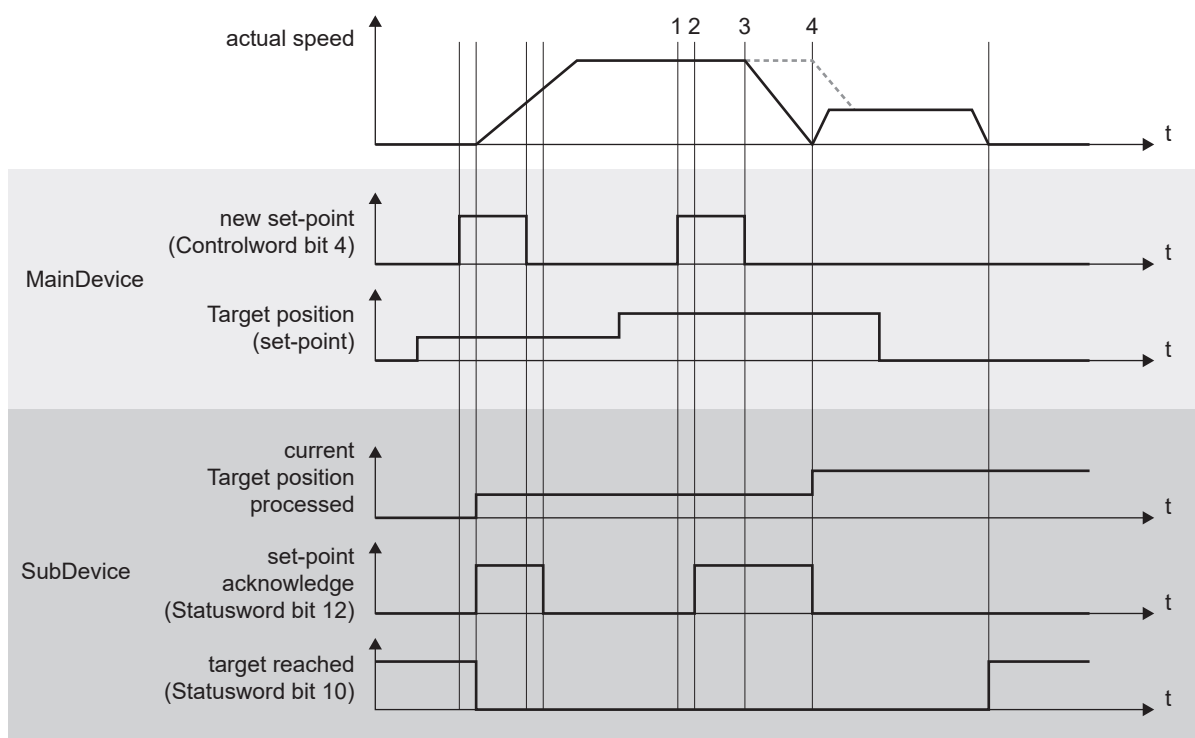 1 2 3 4
actual speed
t
new set-point
(Controlword bit 4)
t
MainDevice
Target position
(set-point)
t
current
Target position
processed
t
SubDevice
set-point
acknowledge
(Statusword bit 12)
t
target reached
(Statusword bit 10)
t